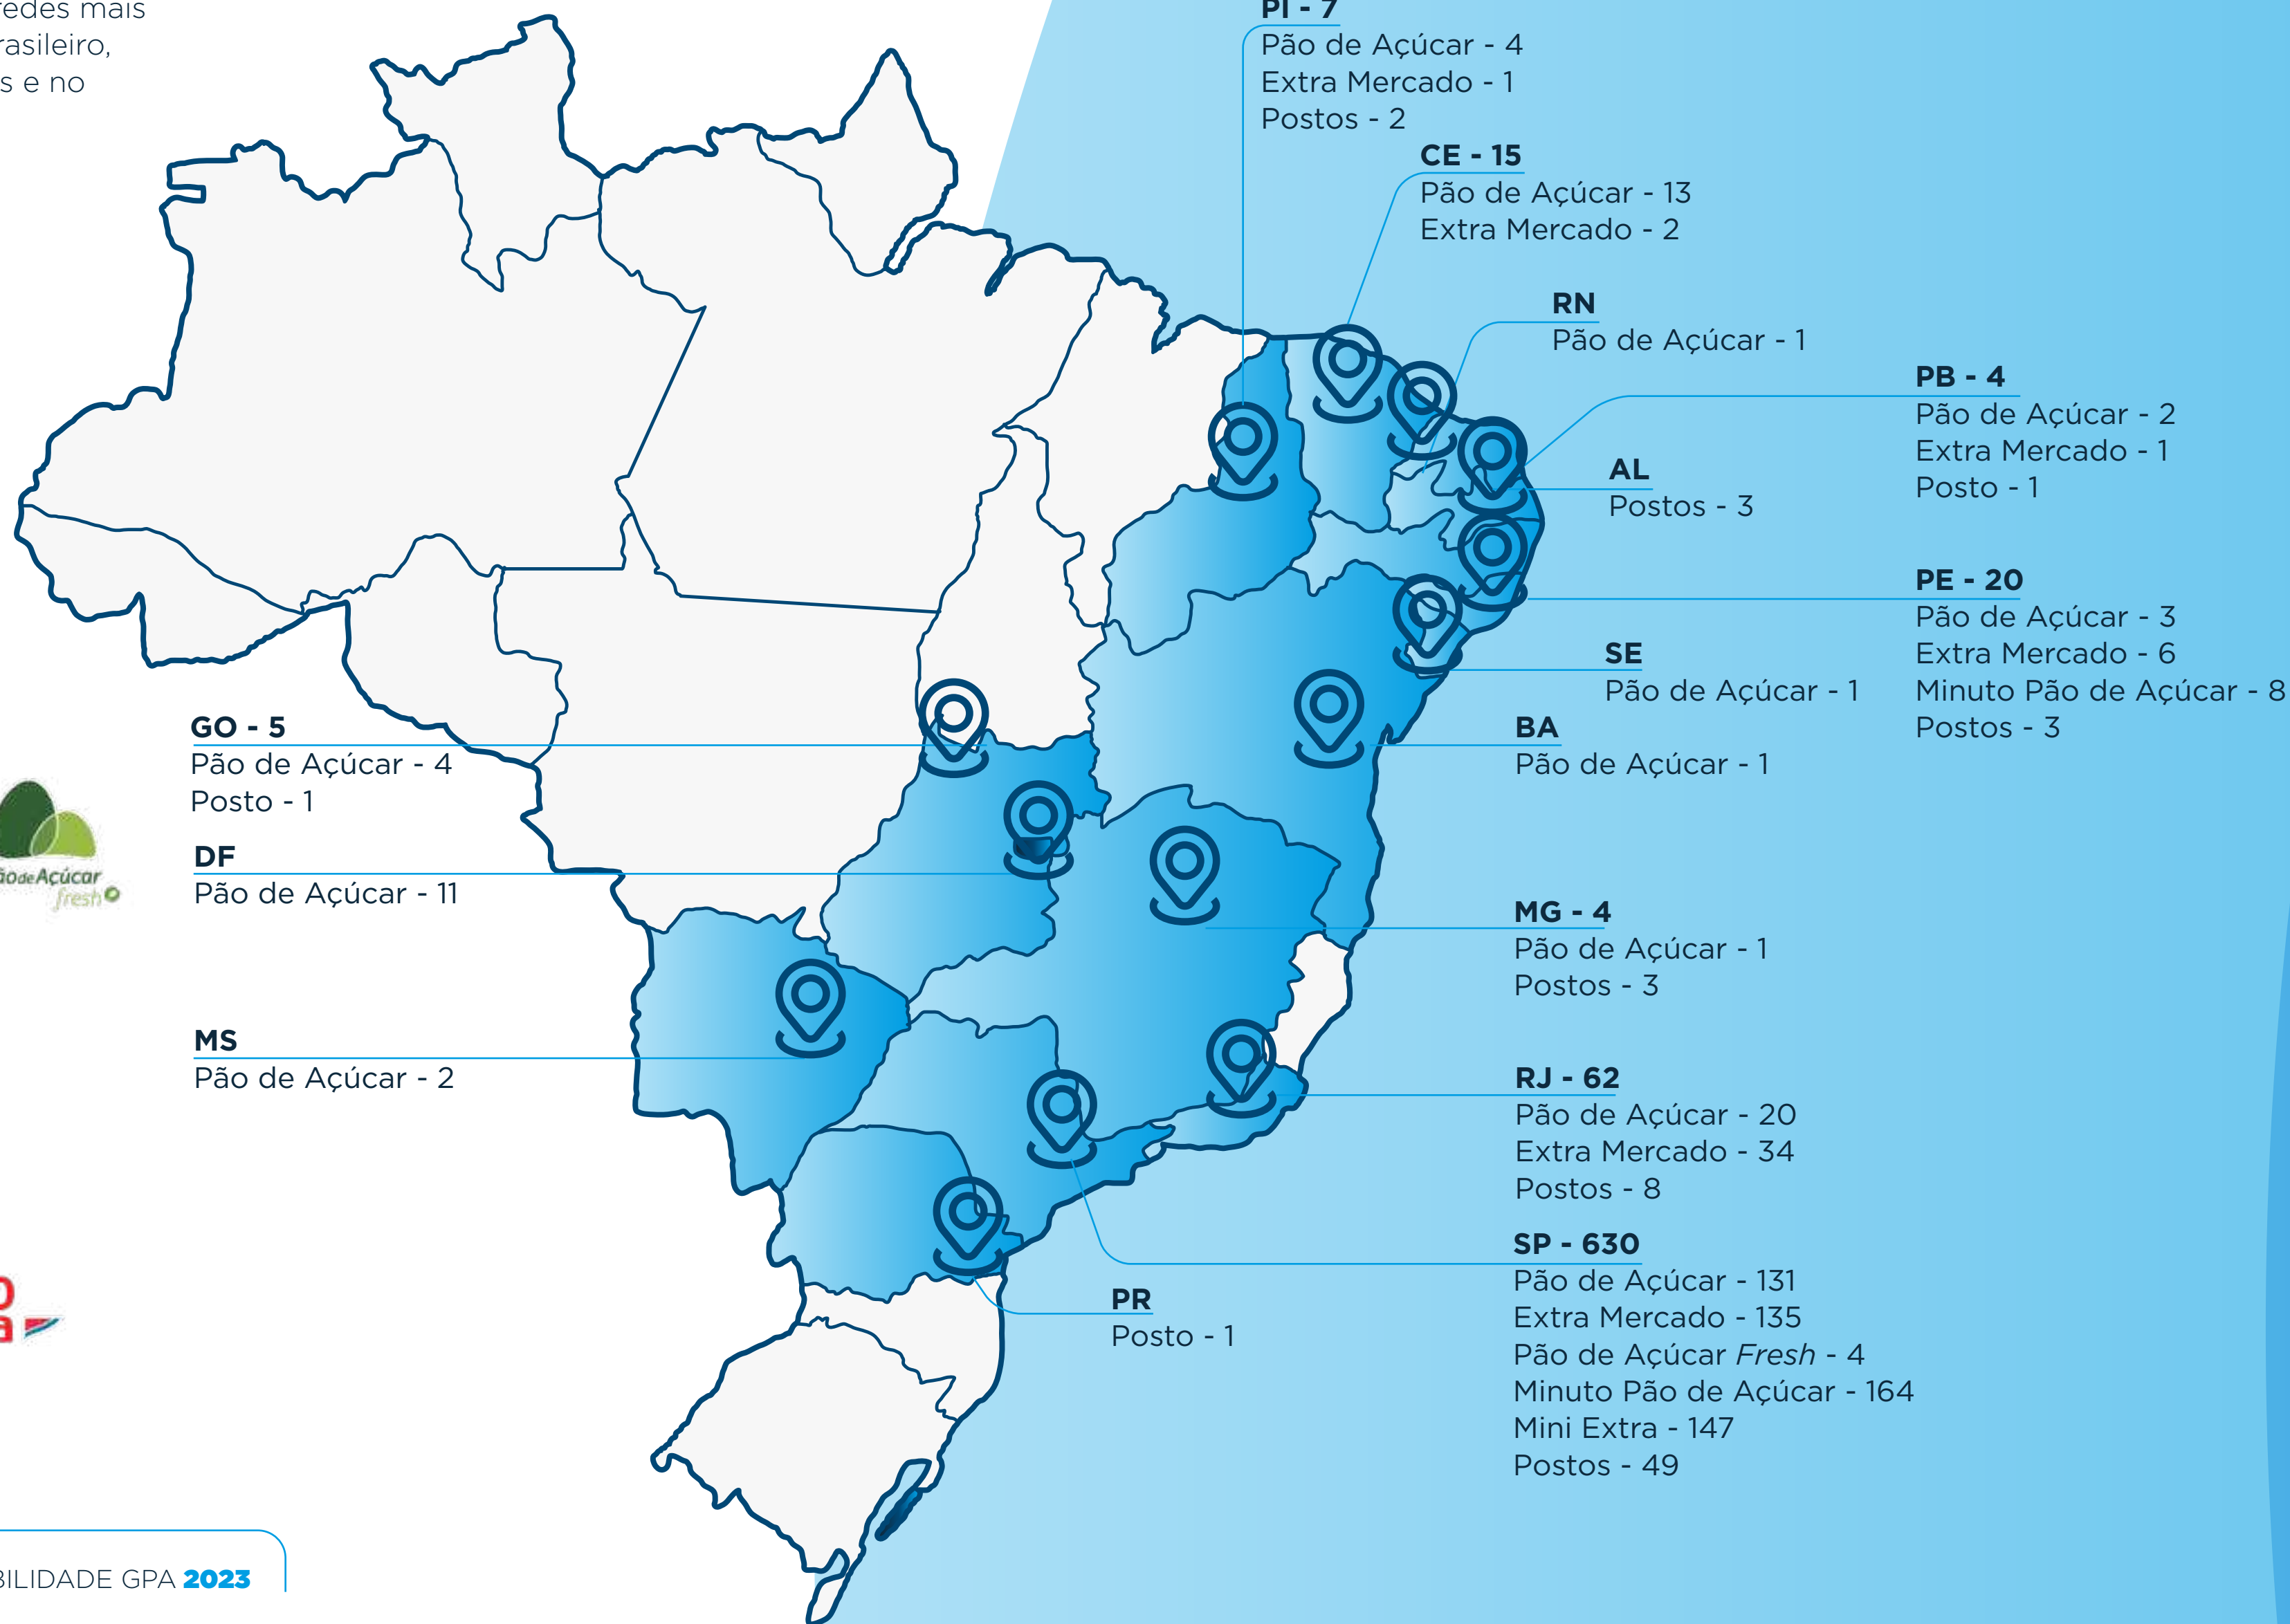 redes mais
rasileiro,
s e no
PI - 7
Pão de Açúcar - 4
Extra Mercado - 1
Postos - 2
CE - 15
Pão de Açúcar - 13
Extra Mercado - 2
RN
Pão de Açúcar - 1
PB - 4
Pão de Açúcar - 2
Extra Mercado - 1
Posto - 1
AL
Postos - 3
PE - 20
Pão de Açúcar - 3
Extra Mercado - 6
Minuto Pão de Açúcar - 8
Postos - 3
SE
Pão de Açúcar - 1
BA
Pão de Açúcar - 1
GO - 5
Pão de Açúcar - 4
Posto - 1
ão de Açúcar
fresh
DF
Pão de Açúcar - 11
MG - 4
Pão de Açúcar - 1
Postos - 3
MS
Pão de Açúcar - 2
RJ - 62
Pão de Açúcar - 20
Extra Mercado - 34
Postos - 8
SP - 630
Pão de Açúcar - 131
Extra Mercado - 135
Pão de Açúcar Fresh - 4
Minuto Pão de Açúcar - 164
Mini Extra - 147
Postos - 49
PR
Posto - 1
BILIDADE GPA 2023